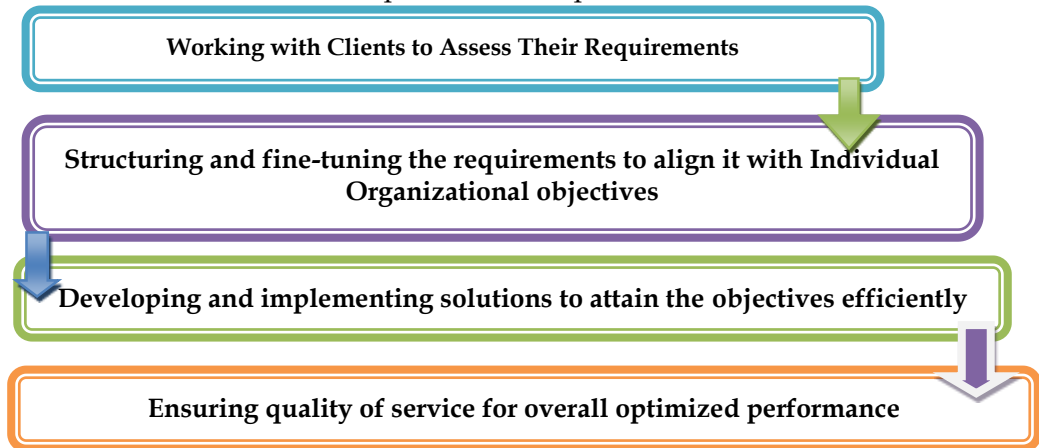 Working with Clients to Assess Their Requirements
Structuring and fine-tuning the requirements to align it with Individual
Organizational objectives
Developing and implementing solutions to attain the objectives efficiently
Ensuring quality of service for overall optimized performance